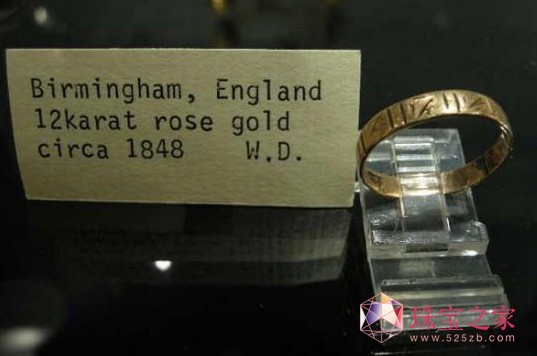 Birmingham, England
12karat rose gold
circa 1848 W.D.
珠宝之家
www.525zb.com